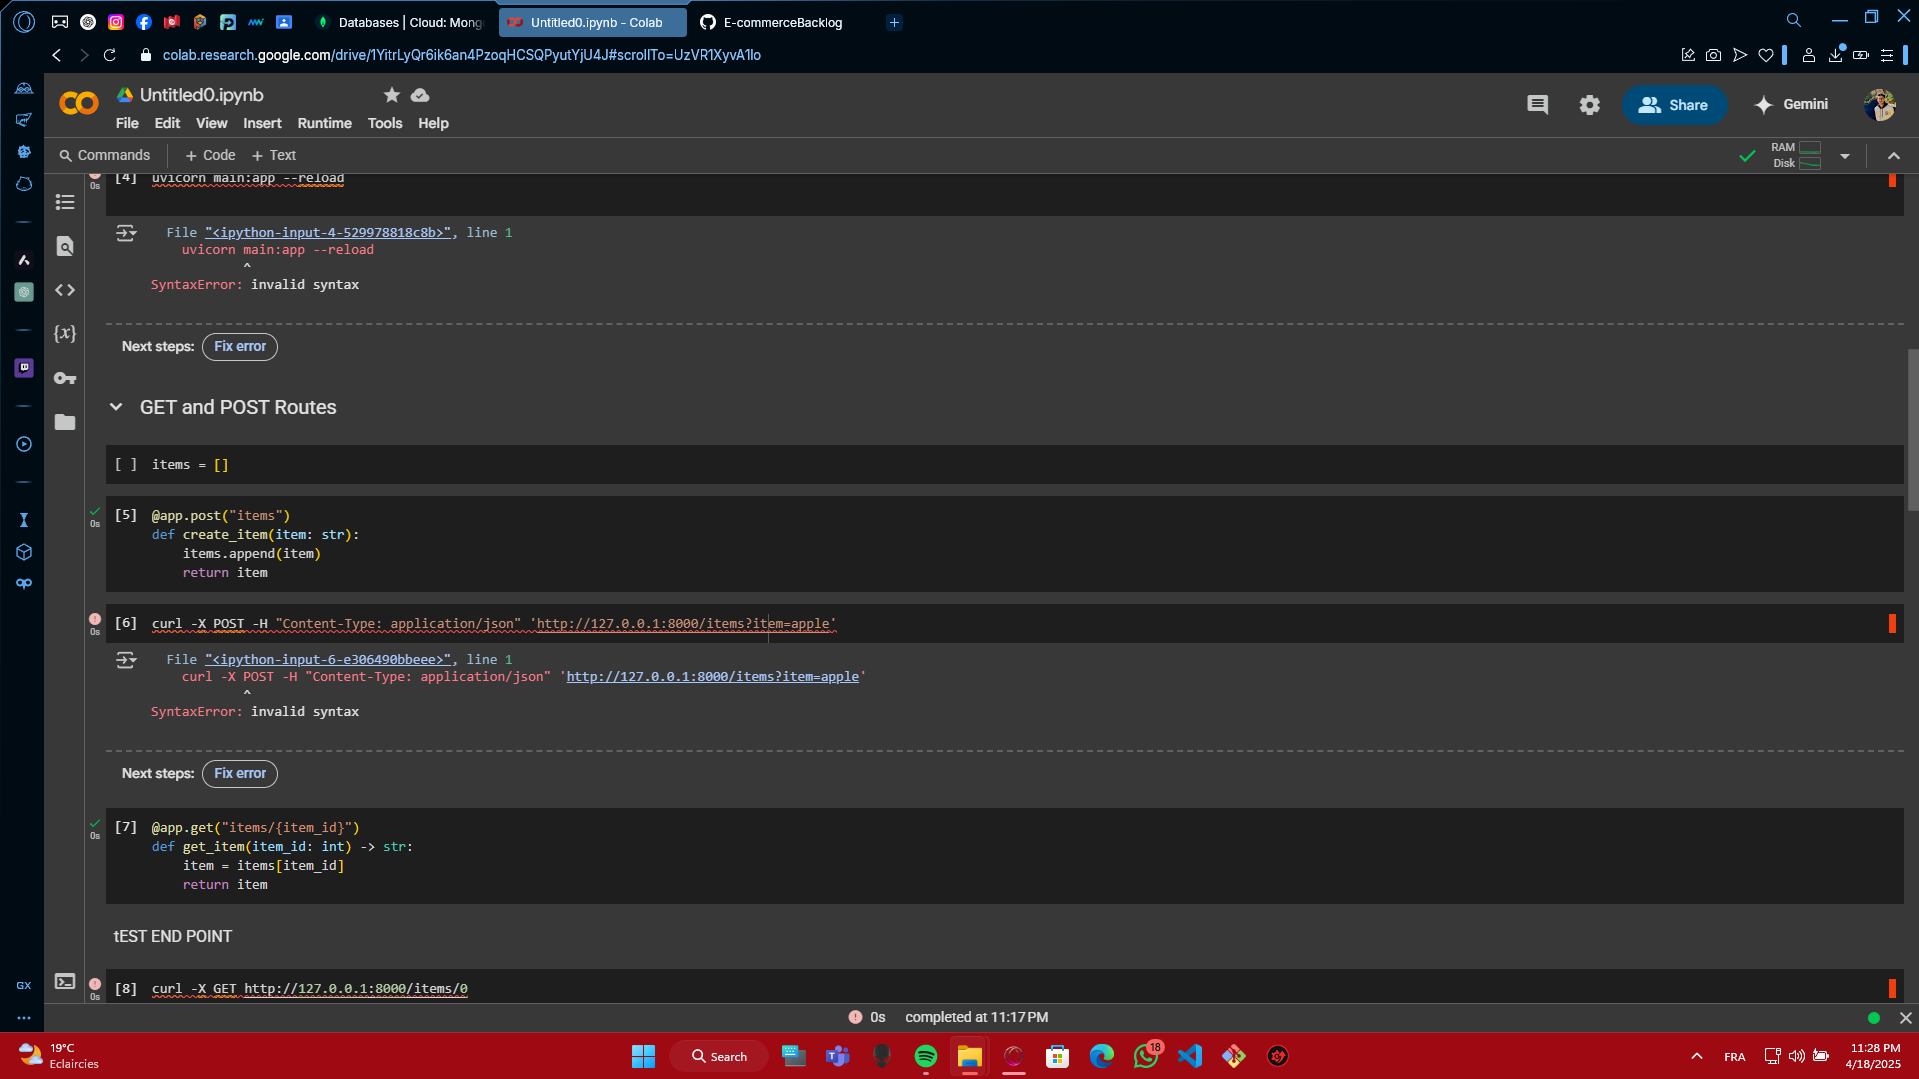 Databases | Cloud: Mong
Untitled0.ipynb - Colab
E-commerceBacklog
colab.research.google.com/drive/1YitrLyQr6ik6an4PzoqHCSQPyutYjU4J#scrollTo=UzVR1XyvA1lo
Untitled0.ipynb
File Edit View Insert Runtime Tools Help
Share
Gemini
Commands + Code + Text
RAM
Disk
0s
[4] uvicorn main:app --reload
File "<ipython-input-4-529978818c8b>", line 1
uvicorn main:app --reload
^
SyntaxError: invalid syntax
Next steps: Fix error
GET and POST Routes
[ ] items = []
0s
[5] @app.post("items")
def create_item(item: str):
items.append(item)
return item
0s
[6] curl -X POST -H "Content-Type: application/json" 'http://127.0.0.1:8000/items?item=apple'
File "<ipython-input-6-e306490bbeee>", line 1
curl -X POST -H "Content-Type: application/json" 'http://127.0.0.1:8000/items?item=apple'
^
SyntaxError: invalid syntax
Next steps: Fix error
0s
[7] @app.get("items/{item_id}")
def get_item(item_id: int) -> str:
item = items[item_id]
return item
tEST END POINT
0s
[8] curl -X GET http://127.0.0.1:8000/items/0
0s completed at 11:17 PM
GX
19°C
Eclaircies
Search
18
FRA
11:28 PM
4/18/2025